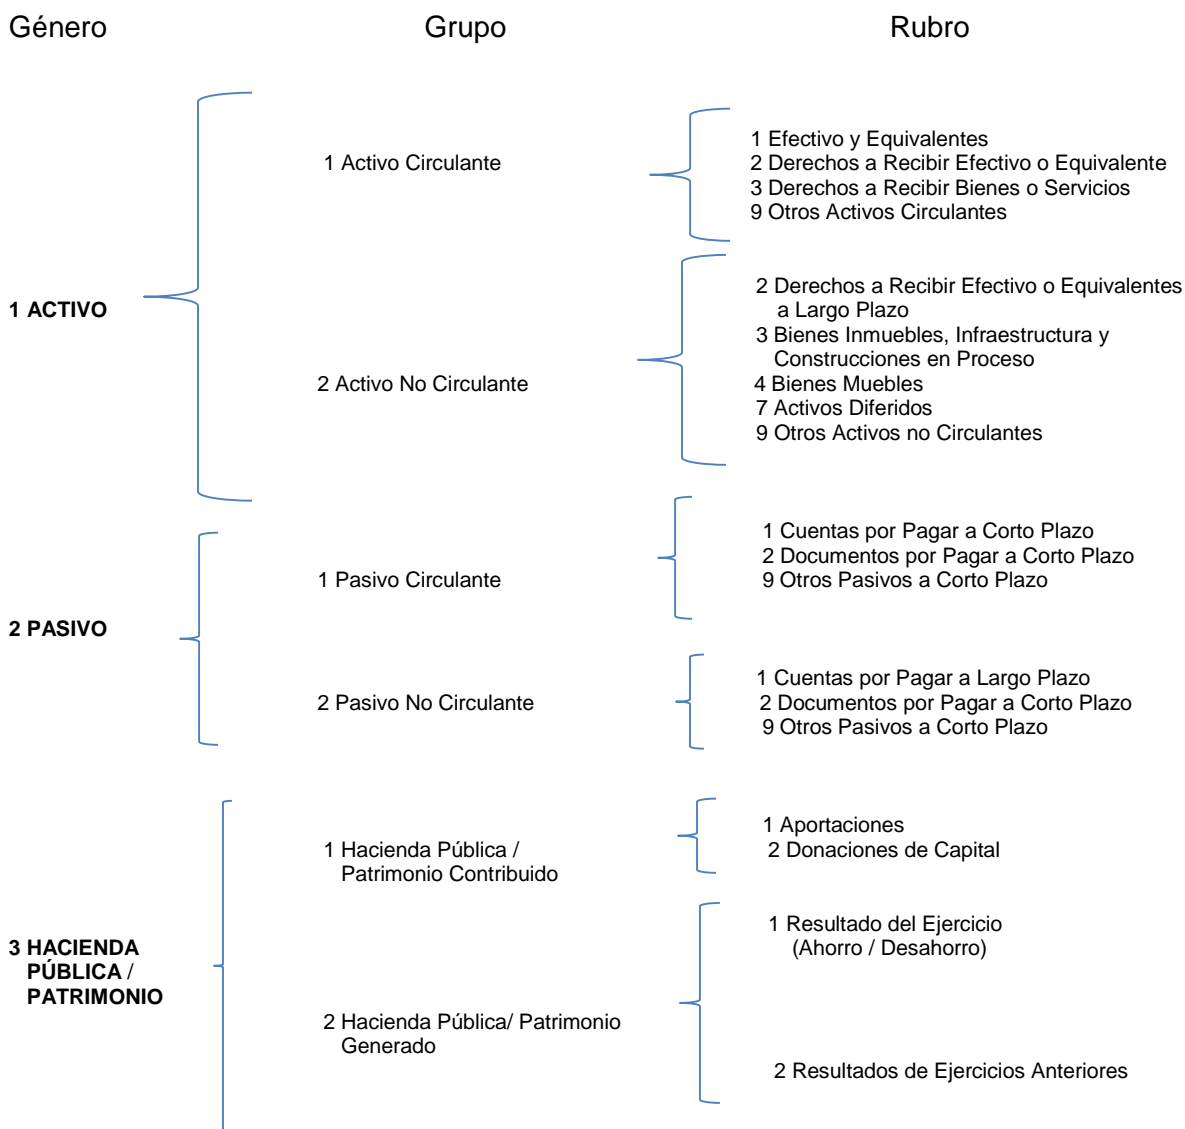 Género Grupo Rubro
1 Activo Circulante
1 Efectivo y Equivalentes
2 Derechos a Recibir Efectivo o Equivalente
3 Derechos a Recibir Bienes o Servicios
9 Otros Activos Circulantes
1 ACTIVO
2 Activo No Circulante
2 Derechos a Recibir Efectivo o Equivalentes
a Largo Plazo
3 Bienes Inmuebles, Infraestructura y
Construcciones en Proceso
4 Bienes Muebles
7 Activos Diferidos
9 Otros Activos no Circulantes
1 Pasivo Circulante
1 Cuentas por Pagar a Corto Plazo
2 Documentos por Pagar a Corto Plazo
9 Otros Pasivos a Corto Plazo
2 PASIVO
2 Pasivo No Circulante
1 Cuentas por Pagar a Largo Plazo
2 Documentos por Pagar a Corto Plazo
9 Otros Pasivos a Corto Plazo
1 Hacienda Pública /
Patrimonio Contribuido
1 Aportaciones
2 Donaciones de Capital
3 HACIENDA
PÚBLICA /
PATRIMONIO
2 Hacienda Pública/ Patrimonio
Generado
1 Resultado del Ejercicio
(Ahorro / Desahorro)
2 Resultados de Ejercicios Anteriores